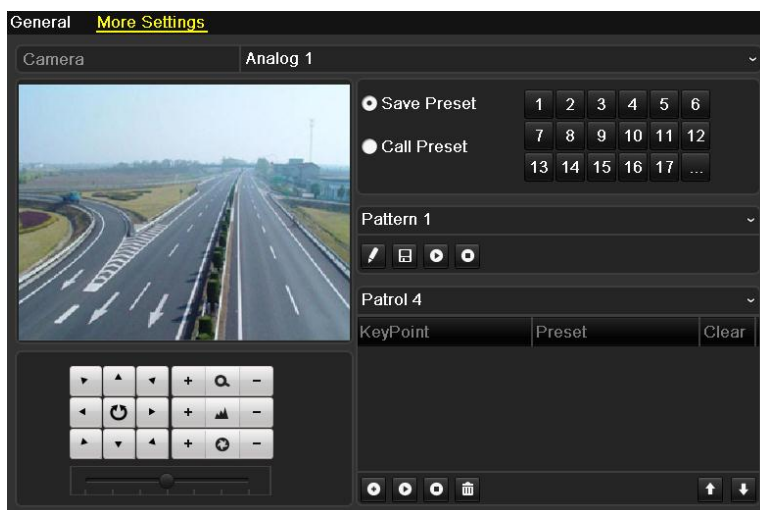 General More Settings
Camera Analog 1
Save Preset 1 2 3 4 5 6
Call Preset 7 8 9 10 11 12
13 14 15 16 17 ...
Pattern 1
Patrol 4
KeyPoint Preset Clear